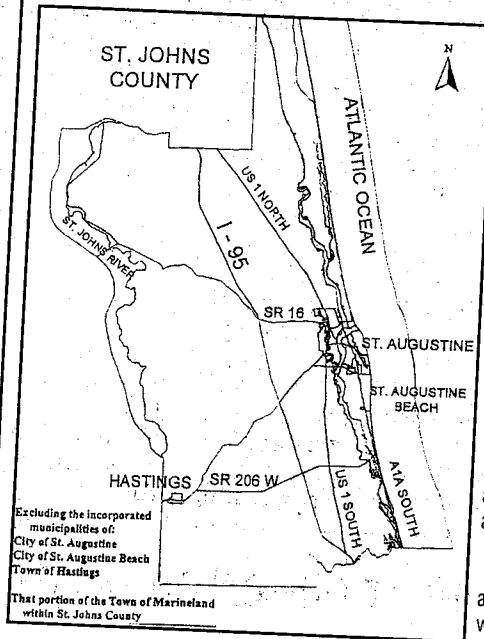 ST. JOHNS
COUNTY
N
ATLANTIC OCEAN
US 1 NORTH
I - 95
ST. JOHNS RIVER
SR 16
ST. AUGUSTINE
ST. AUGUSTINE
BEACH
HASTINGS
SR 206 W
US 1 SOUTH
A1A SOUTH
Excluding the incorporated
municipalities of:
City of St. Augustine
City of St. Augustine Beach
Town of Hastings
That portion of the Town of Marineland
within St. Johns County